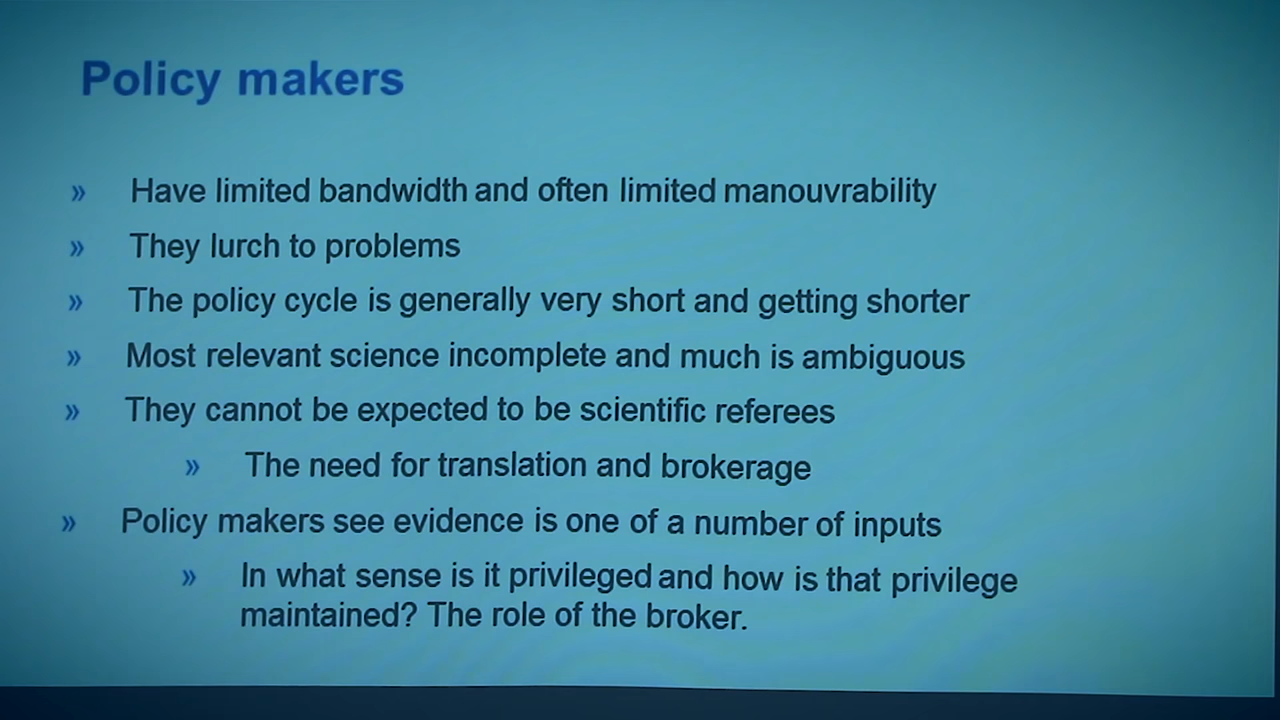 Policy makers
» Have limited bandwidth and often limited manouvrability
» They lurch to problems
» The policy cycle is generally very short and getting shorter
» Most relevant science incomplete and much is ambiguous
» They cannot be expected to be scientific referees
» The need for translation and brokerage
» Policy makers see evidence is one of a number of inputs
» In what sense is it privileged and how is that privilege
maintained? The role of the broker.